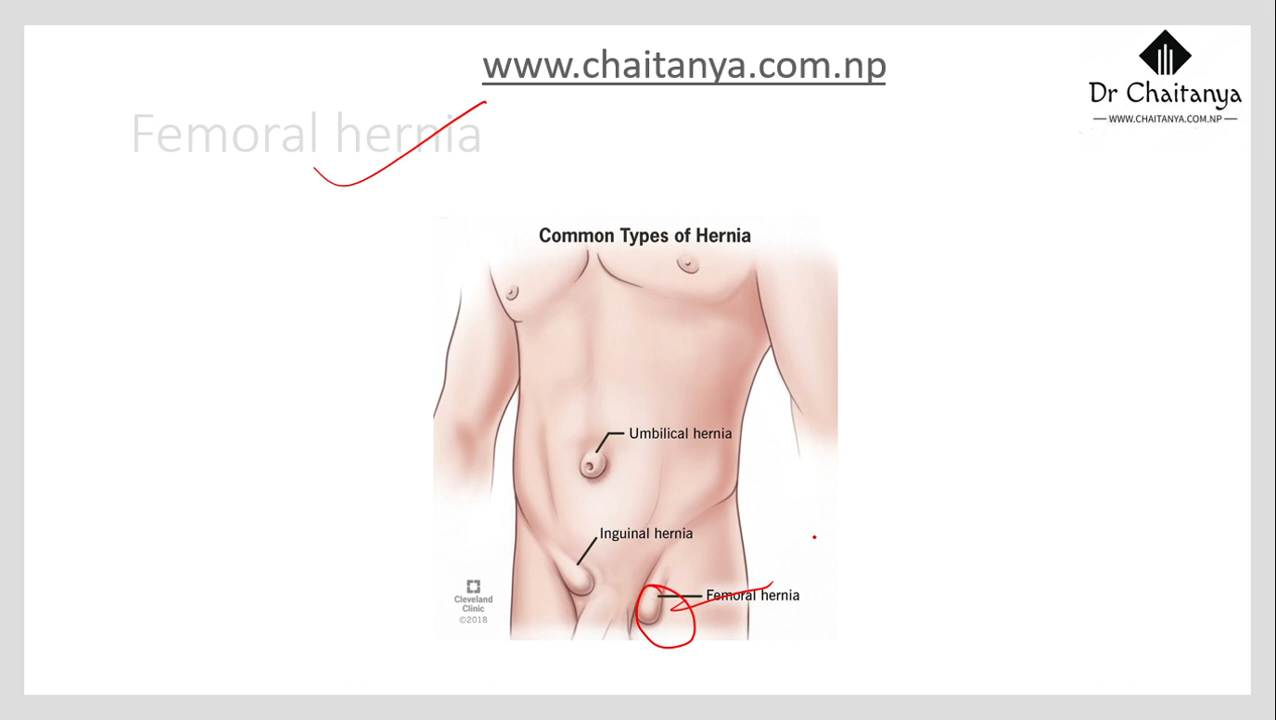 www.chaitanya.com.np
Dr Chaitanya
WWW.CHAITANYA.COM.NP
Femoral hernia
Common Types of Hernia
Umbilical hernia
Inguinal hernia
Femoral hernia
Cleveland
Clinic
©2018